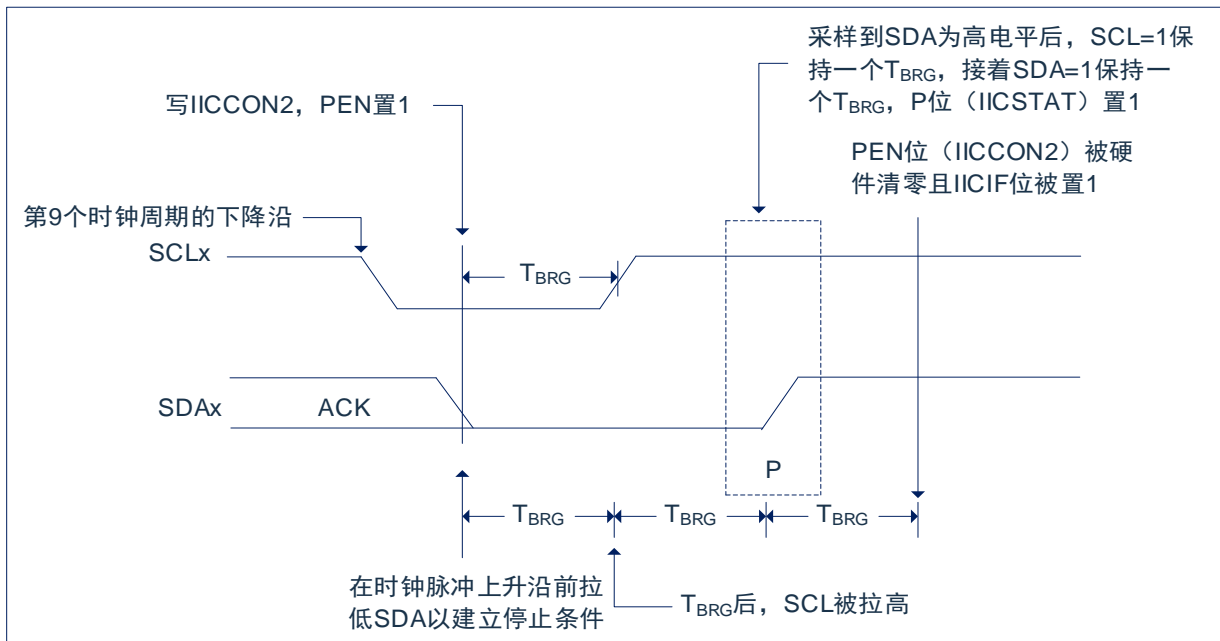 采样到SDA为高电平后，SCL=1保
持一个TBRG，接着SDA=1保持一
个TBRG，P位（IICSTAT）置1
写IICCON2，PEN置1
PEN位（IICCON2）被硬
件清零且IICIF位被置1
第9个时钟周期的下降沿
SCLx
TBRG
SDAx
ACK
P
TBRG
TBRG
TBRG
在时钟脉冲上升沿前拉
低SDA以建立停止条件
TBRG后，SCL被拉高